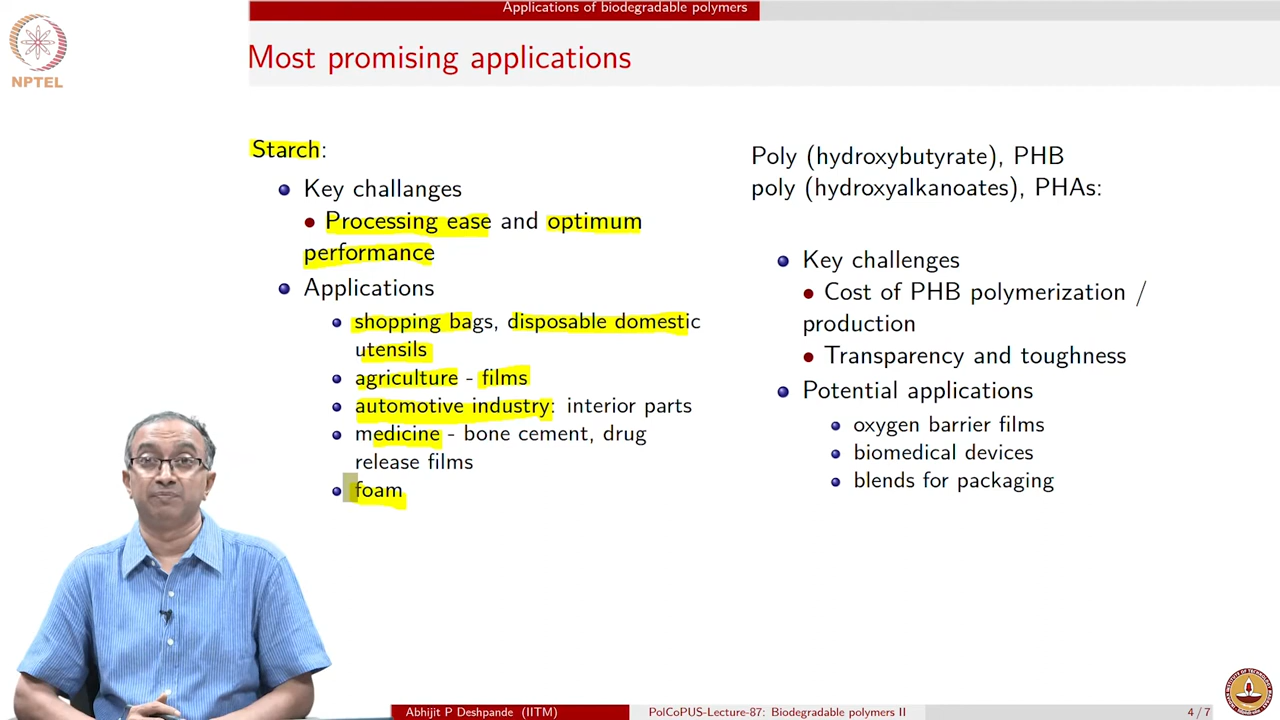 Applications of biodegradable polymers
NPTEL
Most promising applications
Starch:
Key challanges
Processing ease and optimum
performance
Applications
shopping bags, disposable domestic
utensils
agriculture - films
automotive industry: interior parts
medicine - bone cement, drug
release films
foam
Poly (hydroxybutyrate), PHB
poly (hydroxyalkanoates), PHAs:
Key challenges
Cost of PHB polymerization /
production
Transparency and toughness
Potential applications
oxygen barrier films
biomedical devices
blends for packaging
Abhijit P Deshpande (IITM)
PolCoPUS-Lecture-87: Biodegradable polymers II
4 / 7